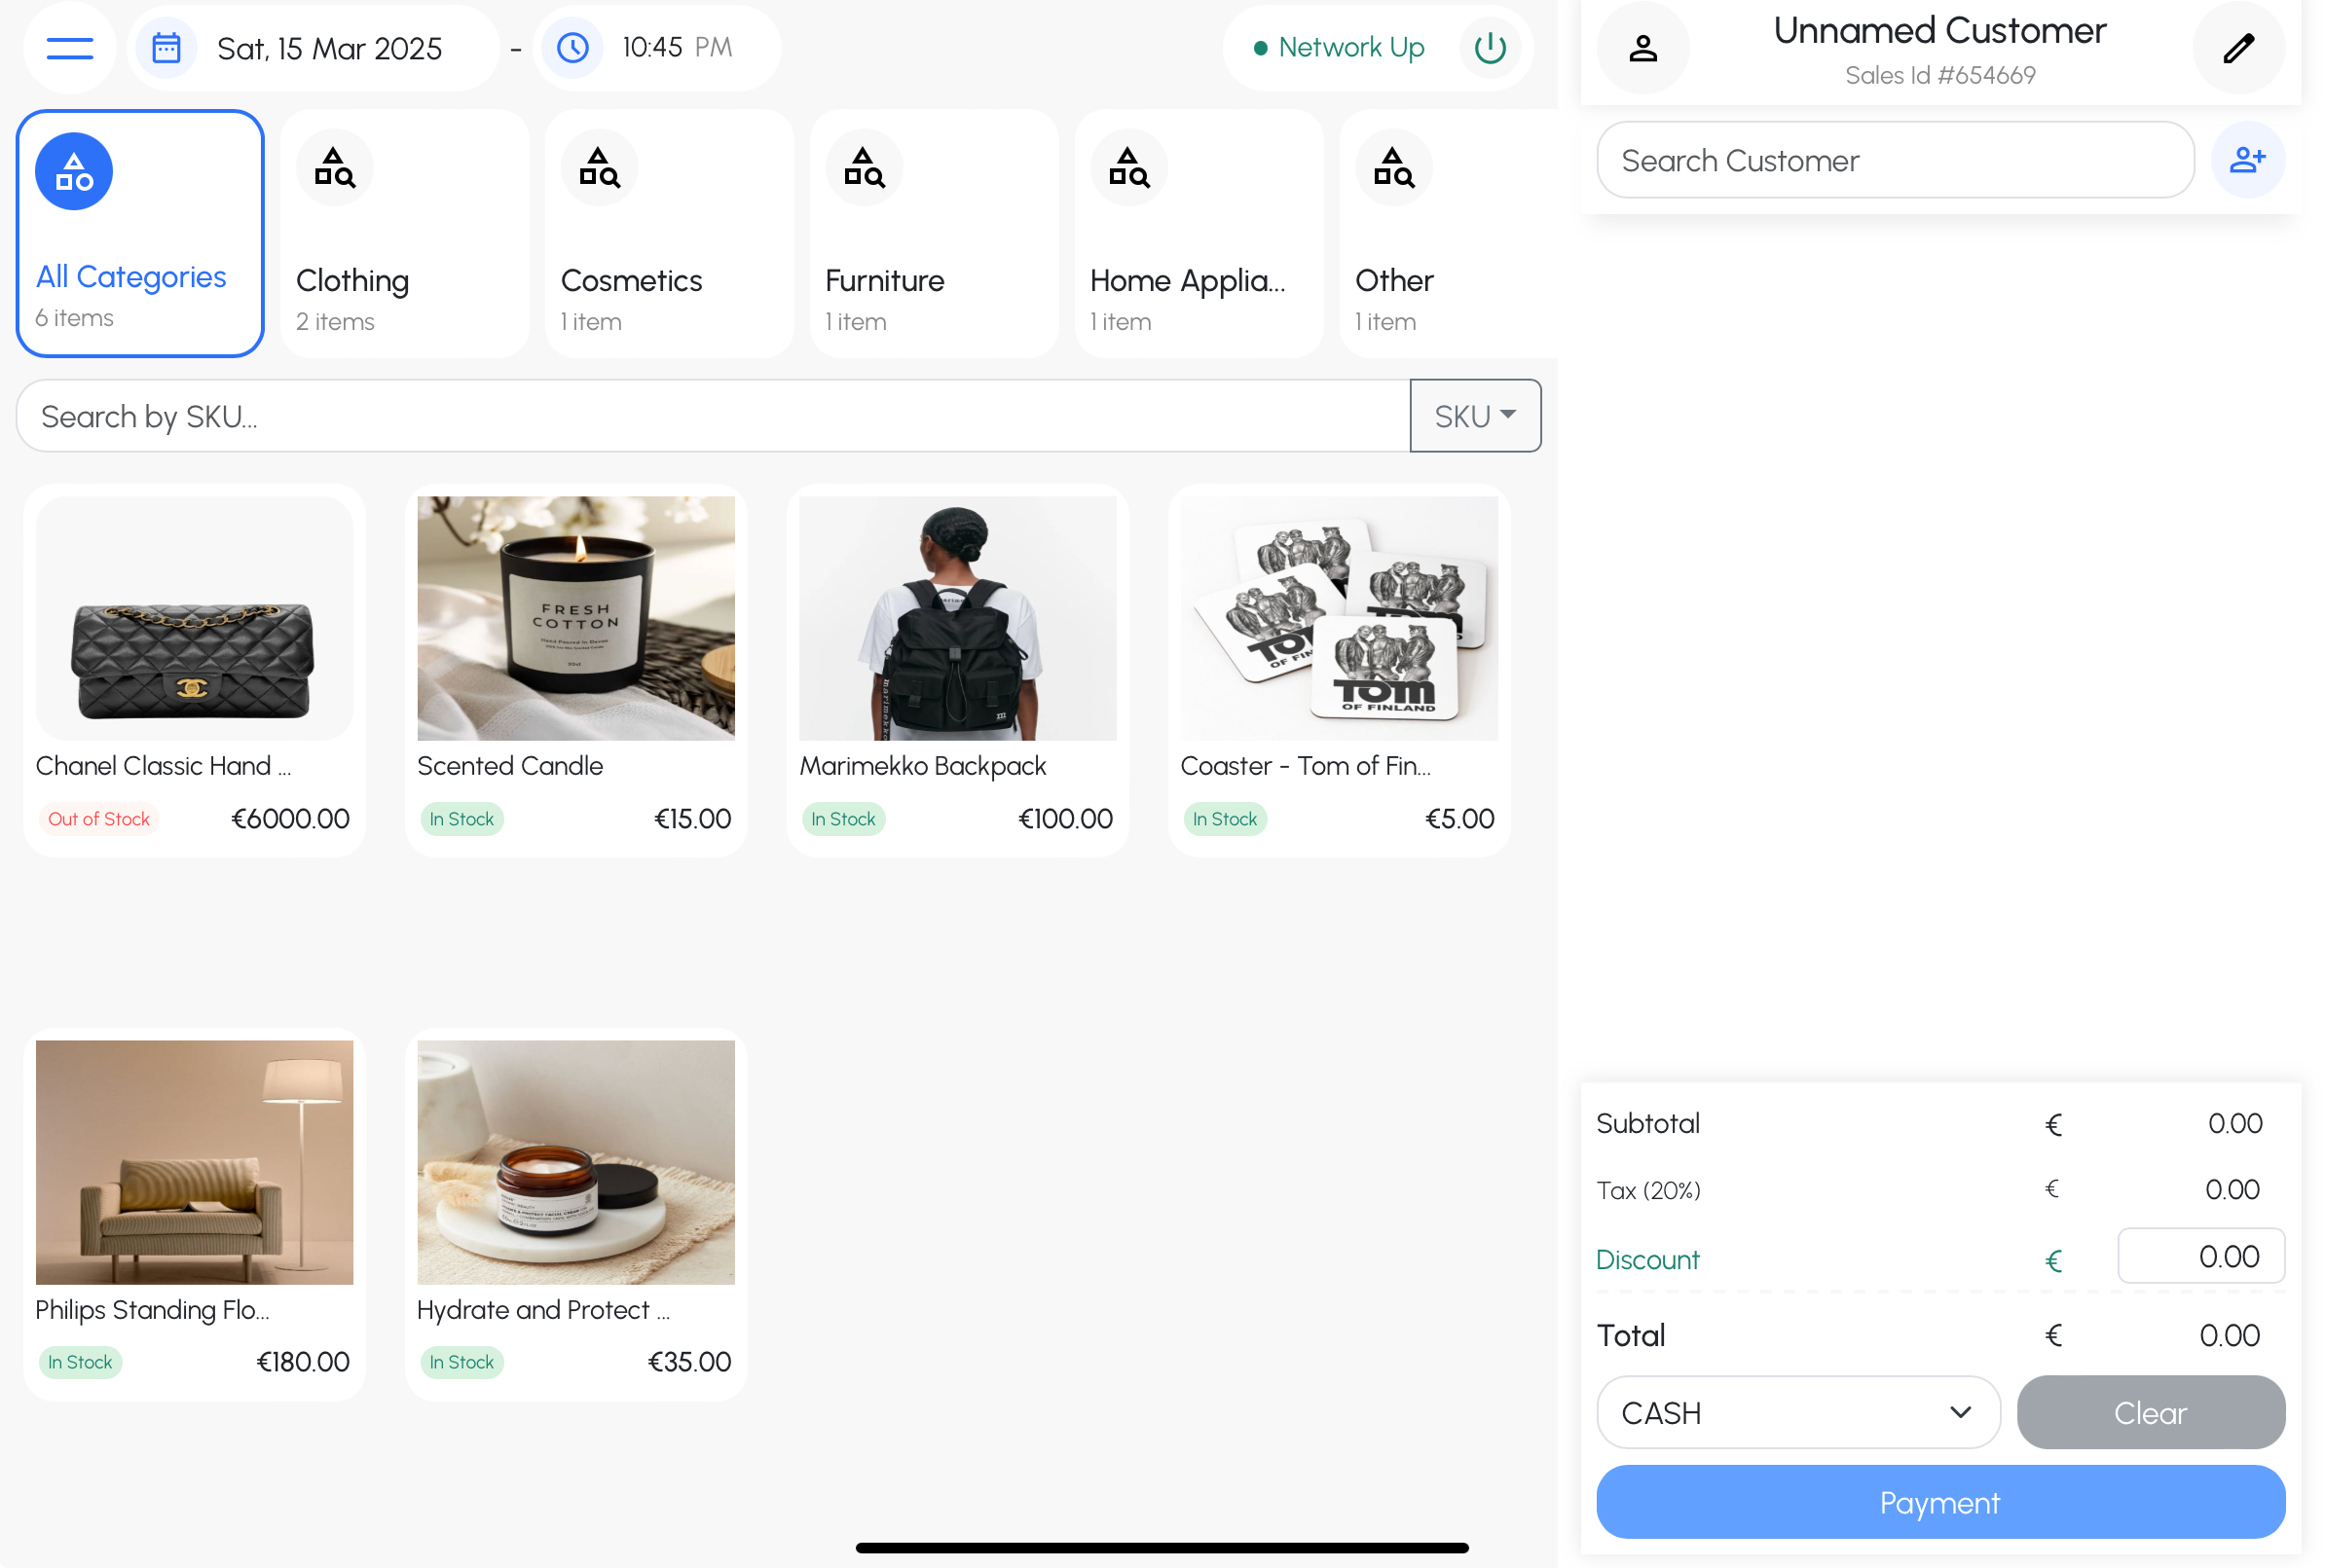 Sat, 15 Mar 2025 - 10:45 PM
Network Up
All Categories
6 items
Clothing
2 items
Cosmetics
1 item
Furniture
1 item
Home Applia...
1 item
Other
1 item
Search by SKU...
SKU
FRESH
COTTON
TOM
OF FINLAND
Chanel Classic Hand ...
Out of Stock €6000.00
Scented Candle
In Stock €15.00
Marimekko Backpack
In Stock €100.00
Coaster - Tom of Fin...
In Stock €5.00
Philips Standing Flo...
In Stock €180.00
Hydrate and Protect ...
In Stock €35.00
Unnamed Customer
Sales Id #654669
Search Customer
Subtotal € 0.00
Tax (20%) € 0.00
Discount € 0.00
Total € 0.00
CASH
Clear
Payment